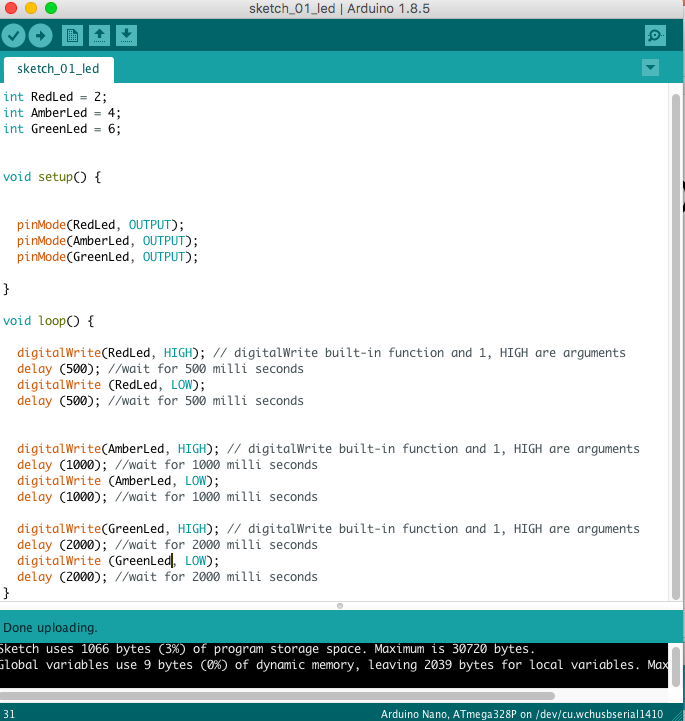 sketch_01_led | Arduino 1.8.5
sketch_01_led
int RedLed = 2;
int AmberLed = 4;
int GreenLed = 6;
void setup() {
pinMode(RedLed, OUTPUT);
pinMode(AmberLed, OUTPUT);
pinMode(GreenLed, OUTPUT);
}
void loop() {
digitalWrite(RedLed, HIGH); // digitalWrite built-in function and 1, HIGH are arguments
delay (500); //wait for 500 milli seconds
digitalWrite (RedLed, LOW);
delay (500); //wait for 500 milli seconds
digitalWrite(AmberLed, HIGH); // digitalWrite built-in function and 1, HIGH are arguments
delay (1000); //wait for 1000 milli seconds
digitalWrite (AmberLed, LOW);
delay (1000); //wait for 1000 milli seconds
digitalWrite(GreenLed, HIGH); // digitalWrite built-in function and 1, HIGH are arguments
delay (2000); //wait for 2000 milli seconds
digitalWrite (GreenLed, LOW);
delay (2000); //wait for 2000 milli seconds
}
Done uploading.
Sketch uses 1066 bytes (3%) of program storage space. Maximum is 30720 bytes.
Global variables use 9 bytes (0%) of dynamic memory, leaving 2039 bytes for local variables. Max
31 Arduino Nano, ATmega328P on /dev/cu.wchusbserial1410